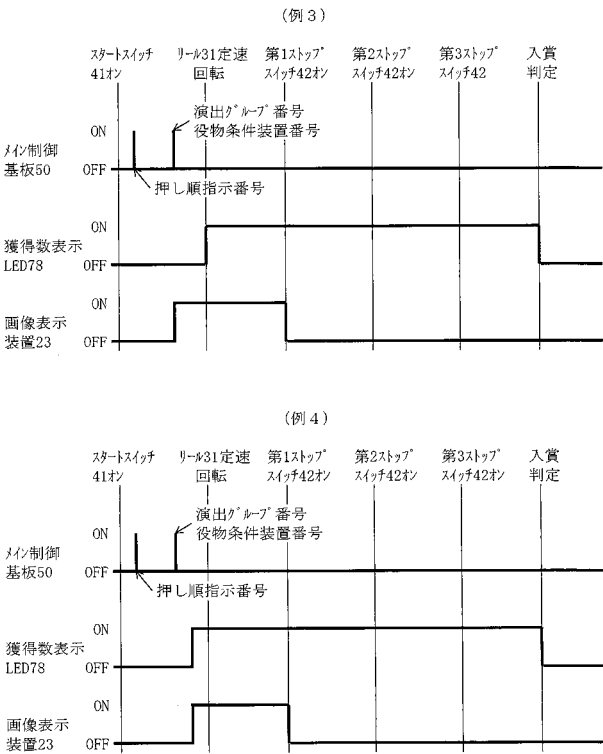 (例３)
スタートスイッチ リール31定速 第1ストップ 第2ストップ 第3ストップ 入賞
41オン 回転 スイッチ42オン スイッチ42オン スイッチ42 判定
演出グループ番号
ON 役物条件装置番号
メイン制御
基板50 OFF
押し順指示番号
ON
獲得数表示
LED78 OFF
ON
画像表示
装置23 OFF
(例４)
スタートスイッチ リール31定速 第1ストップ 第2ストップ 第3ストップ 入賞
41オン 回転 スイッチ42オン スイッチ42オン スイッチ42オン 判定
演出グループ番号
ON 役物条件装置番号
メイン制御
基板50 OFF
押し順指示番号
ON
獲得数表示
LED78 OFF
ON
画像表示
装置23 OFF